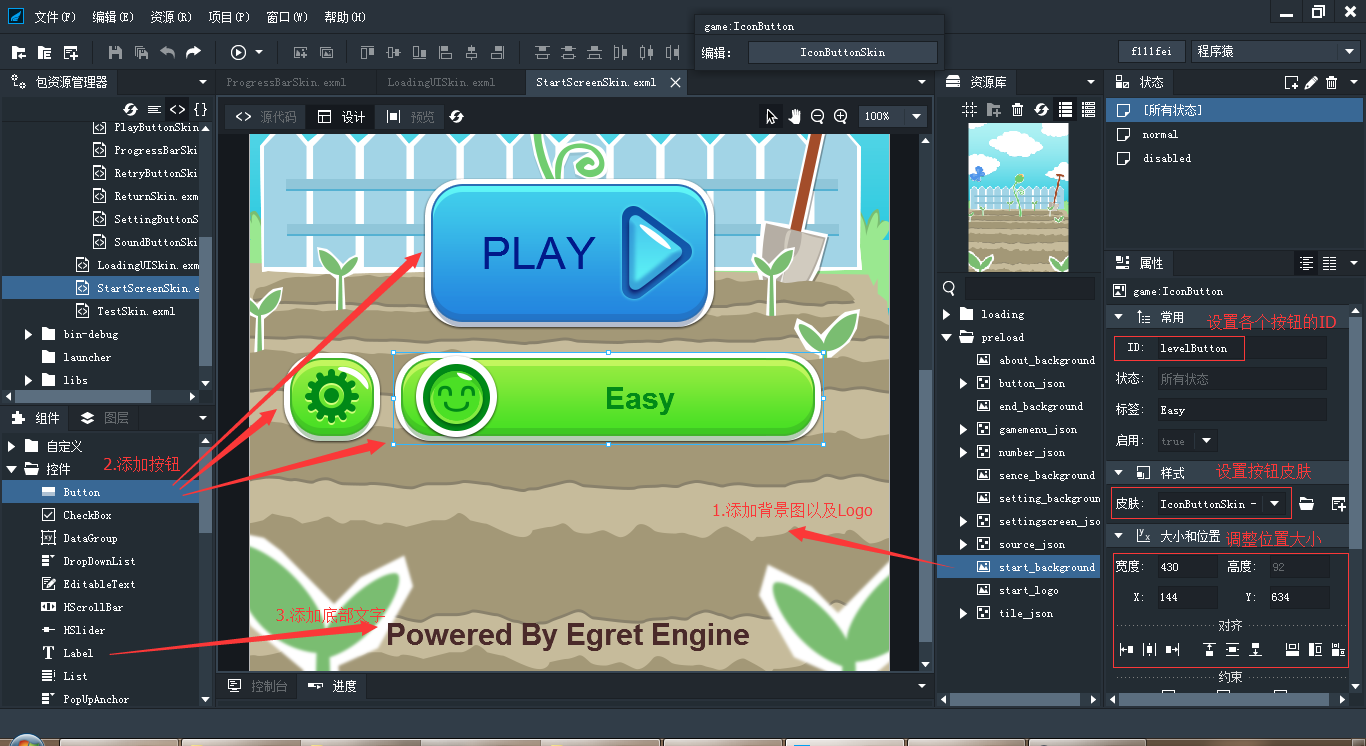 文件(F) 编辑(E) 资源(R) 项目(P) 窗口(W) 帮助(H)
game:IconButton
编辑: IconButtonSkin
fllfei 程序猿
包资源管理器
ProgressBarSkin.exml LoadingUISkin.exml StartScreenSkin.exml
资源库
状态
源代码 设计 预览 100%
PlayButtonSkin
ProgressBarSki
RetryButtonSki
ReturnSkin.exm
SettingButtonS
SoundButtonSki
LoadingUISkin.exm
StartScreenSkin.e
TestSkin.exml
bin-debug
launcher
libs
组件 图层
自定义
控件
Button
CheckBox
DataGroup
DropDownList
EditableText
HScrollBar
HSlider
Label
List
PopUpAnchor
2.添加按钮
PLAY
Easy
1.添加背景图以及Logo
3.添加底部文字
Powered By Egret Engine
控制台 进度
loading
preload
about_background
button_json
end_background
gamemenu_json
number_json
sence_background
setting_backgroun
settingscreen_jso
source_json
start_background
start_logo
tile_json
[所有状态]
normal
disabled
属性
game:IconButton
常用 设置各个按钮的ID
ID: levelButton
状态: 所有状态
标签: Easy
启用: true
样式 设置按钮皮肤
皮肤: IconButtonSkin -
大小和位置 调整位置大小
宽度: 430 高度: 92
X: 144 Y: 634
对齐
约束